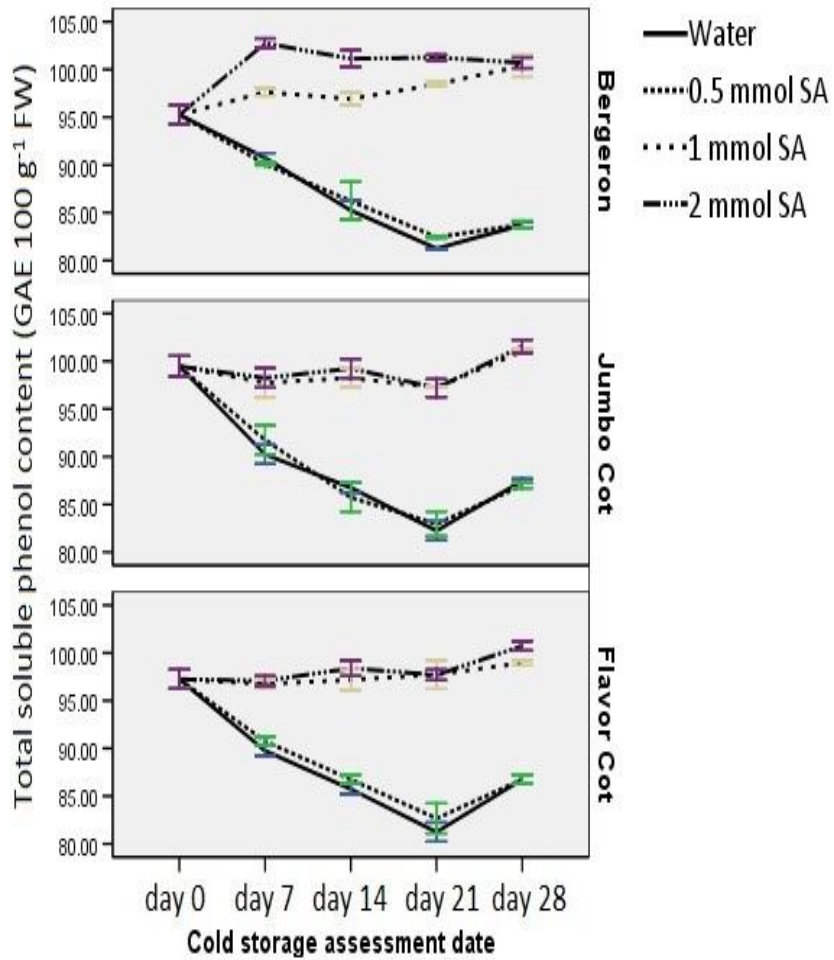 Total soluble phenol content (GAE 100 g⁻¹ FW)
105.00
100.00
95.00
90.00
85.00
80.00
Bergeron
105.00
100.00
95.00
90.00
85.00
80.00
Jumbo Cot
105.00
100.00
95.00
90.00
85.00
80.00
Flavor Cot
day 0 day 7 day 14 day 21 day 28
Cold storage assessment date
Water
0.5 mmol SA
1 mmol SA
2 mmol SA